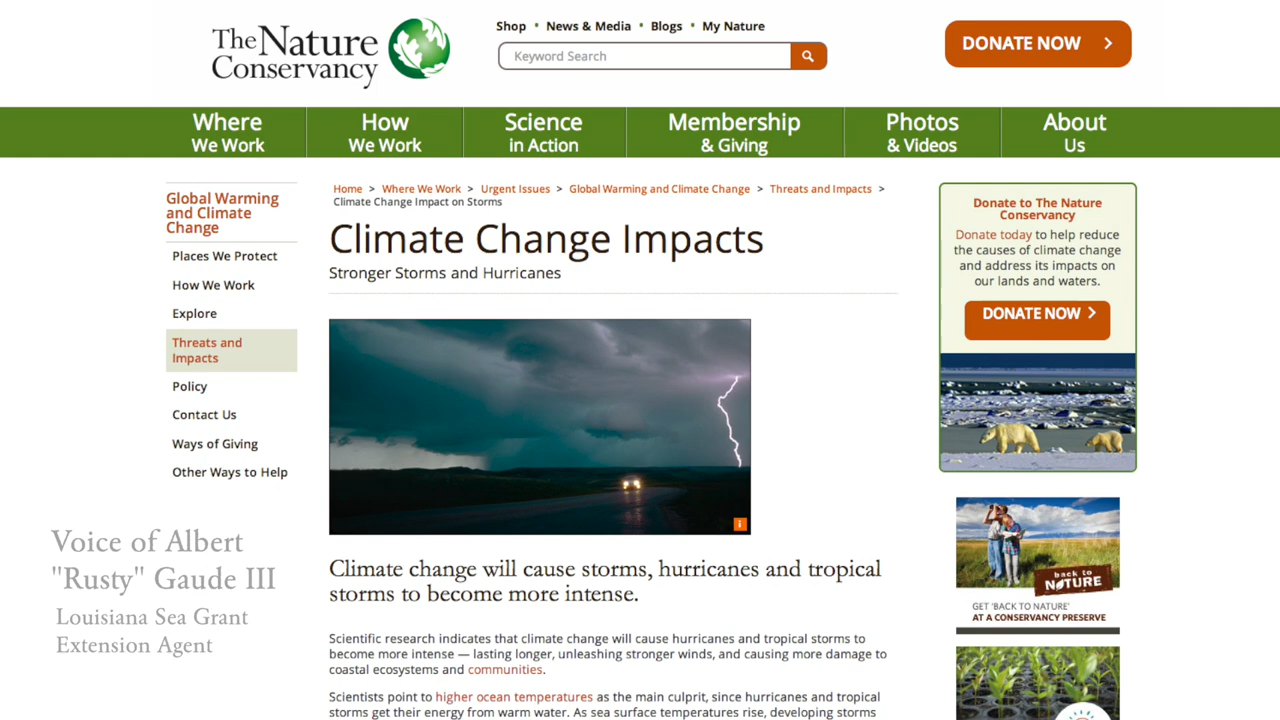 The Nature
Conservancy
Shop • News & Media • Blogs • My Nature
Keyword Search
DONATE NOW >
Where
We Work
How
We Work
Science
in Action
Membership
& Giving
Photos
& Videos
About
Us
Global Warming
and Climate
Change
Places We Protect
How We Work
Explore
Threats and
Impacts
Policy
Contact Us
Ways of Giving
Other Ways to Help
Home > Where We Work > Urgent Issues > Global Warming and Climate Change > Threats and Impacts >
Climate Change Impact on Storms
Climate Change Impacts
Stronger Storms and Hurricanes
i
Climate change will cause storms, hurricanes and tropical
storms to become more intense.
Scientific research indicates that climate change will cause hurricanes and tropical storms to
become more intense — lasting longer, unleashing stronger winds, and causing more damage to
coastal ecosystems and communities.
Scientists point to higher ocean temperatures as the main culprit, since hurricanes and tropical
storms get their energy from warm water. As sea surface temperatures rise, developing storms
Donate to The Nature
Conservancy
Donate today to help reduce
the causes of climate change
and address its impacts on
our lands and waters.
DONATE NOW >
back to
NATURE
GET 'BACK TO NATURE'
AT A CONSERVANCY PRESERVE
Voice of Albert
"Rusty" Gaude III
Louisiana Sea Grant
Extension Agent